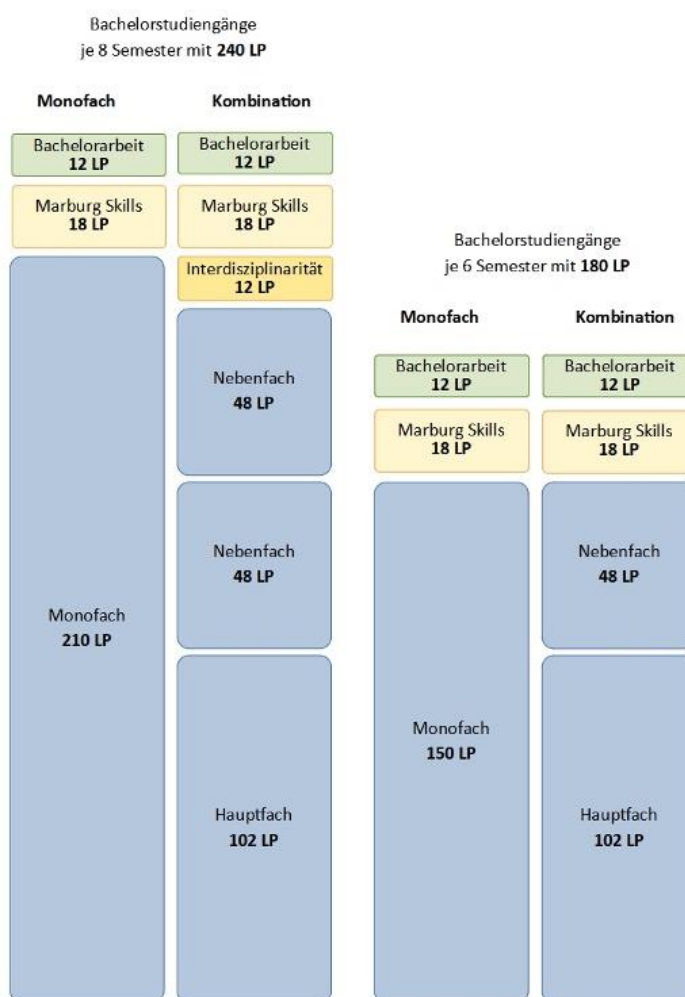 Bachelorstudiengänge
je 8 Semester mit 240 LP
Monofach
Kombination
Bachelorarbeit
12 LP
Marburg Skills
18 LP
Monofach
210 LP
Bachelorarbeit
12 LP
Marburg Skills
18 LP
Interdisziplinarität
12 LP
Nebenfach
48 LP
Nebenfach
48 LP
Hauptfach
102 LP
Bachelorstudiengänge
je 6 Semester mit 180 LP
Monofach
Kombination
Bachelorarbeit
12 LP
Marburg Skills
18 LP
Monofach
150 LP
Bachelorarbeit
12 LP
Marburg Skills
18 LP
Nebenfach
48 LP
Hauptfach
102 LP